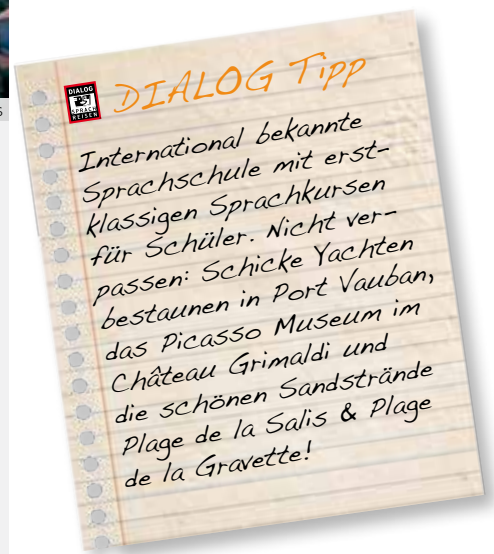 DIALOG
SPRACH
REISEN
DIALOG Tipp
International bekannte
Sprachschule mit erst-
klassigen Sprachkursen
für Schüler. Nicht ver-
passen: Schicke Yachten
bestaunen in Port Vauban,
das Picasso Museum im
Château Grimaldi und
die schönen Sandstrände
Plage de la Salis & Plage
de la Gravette!